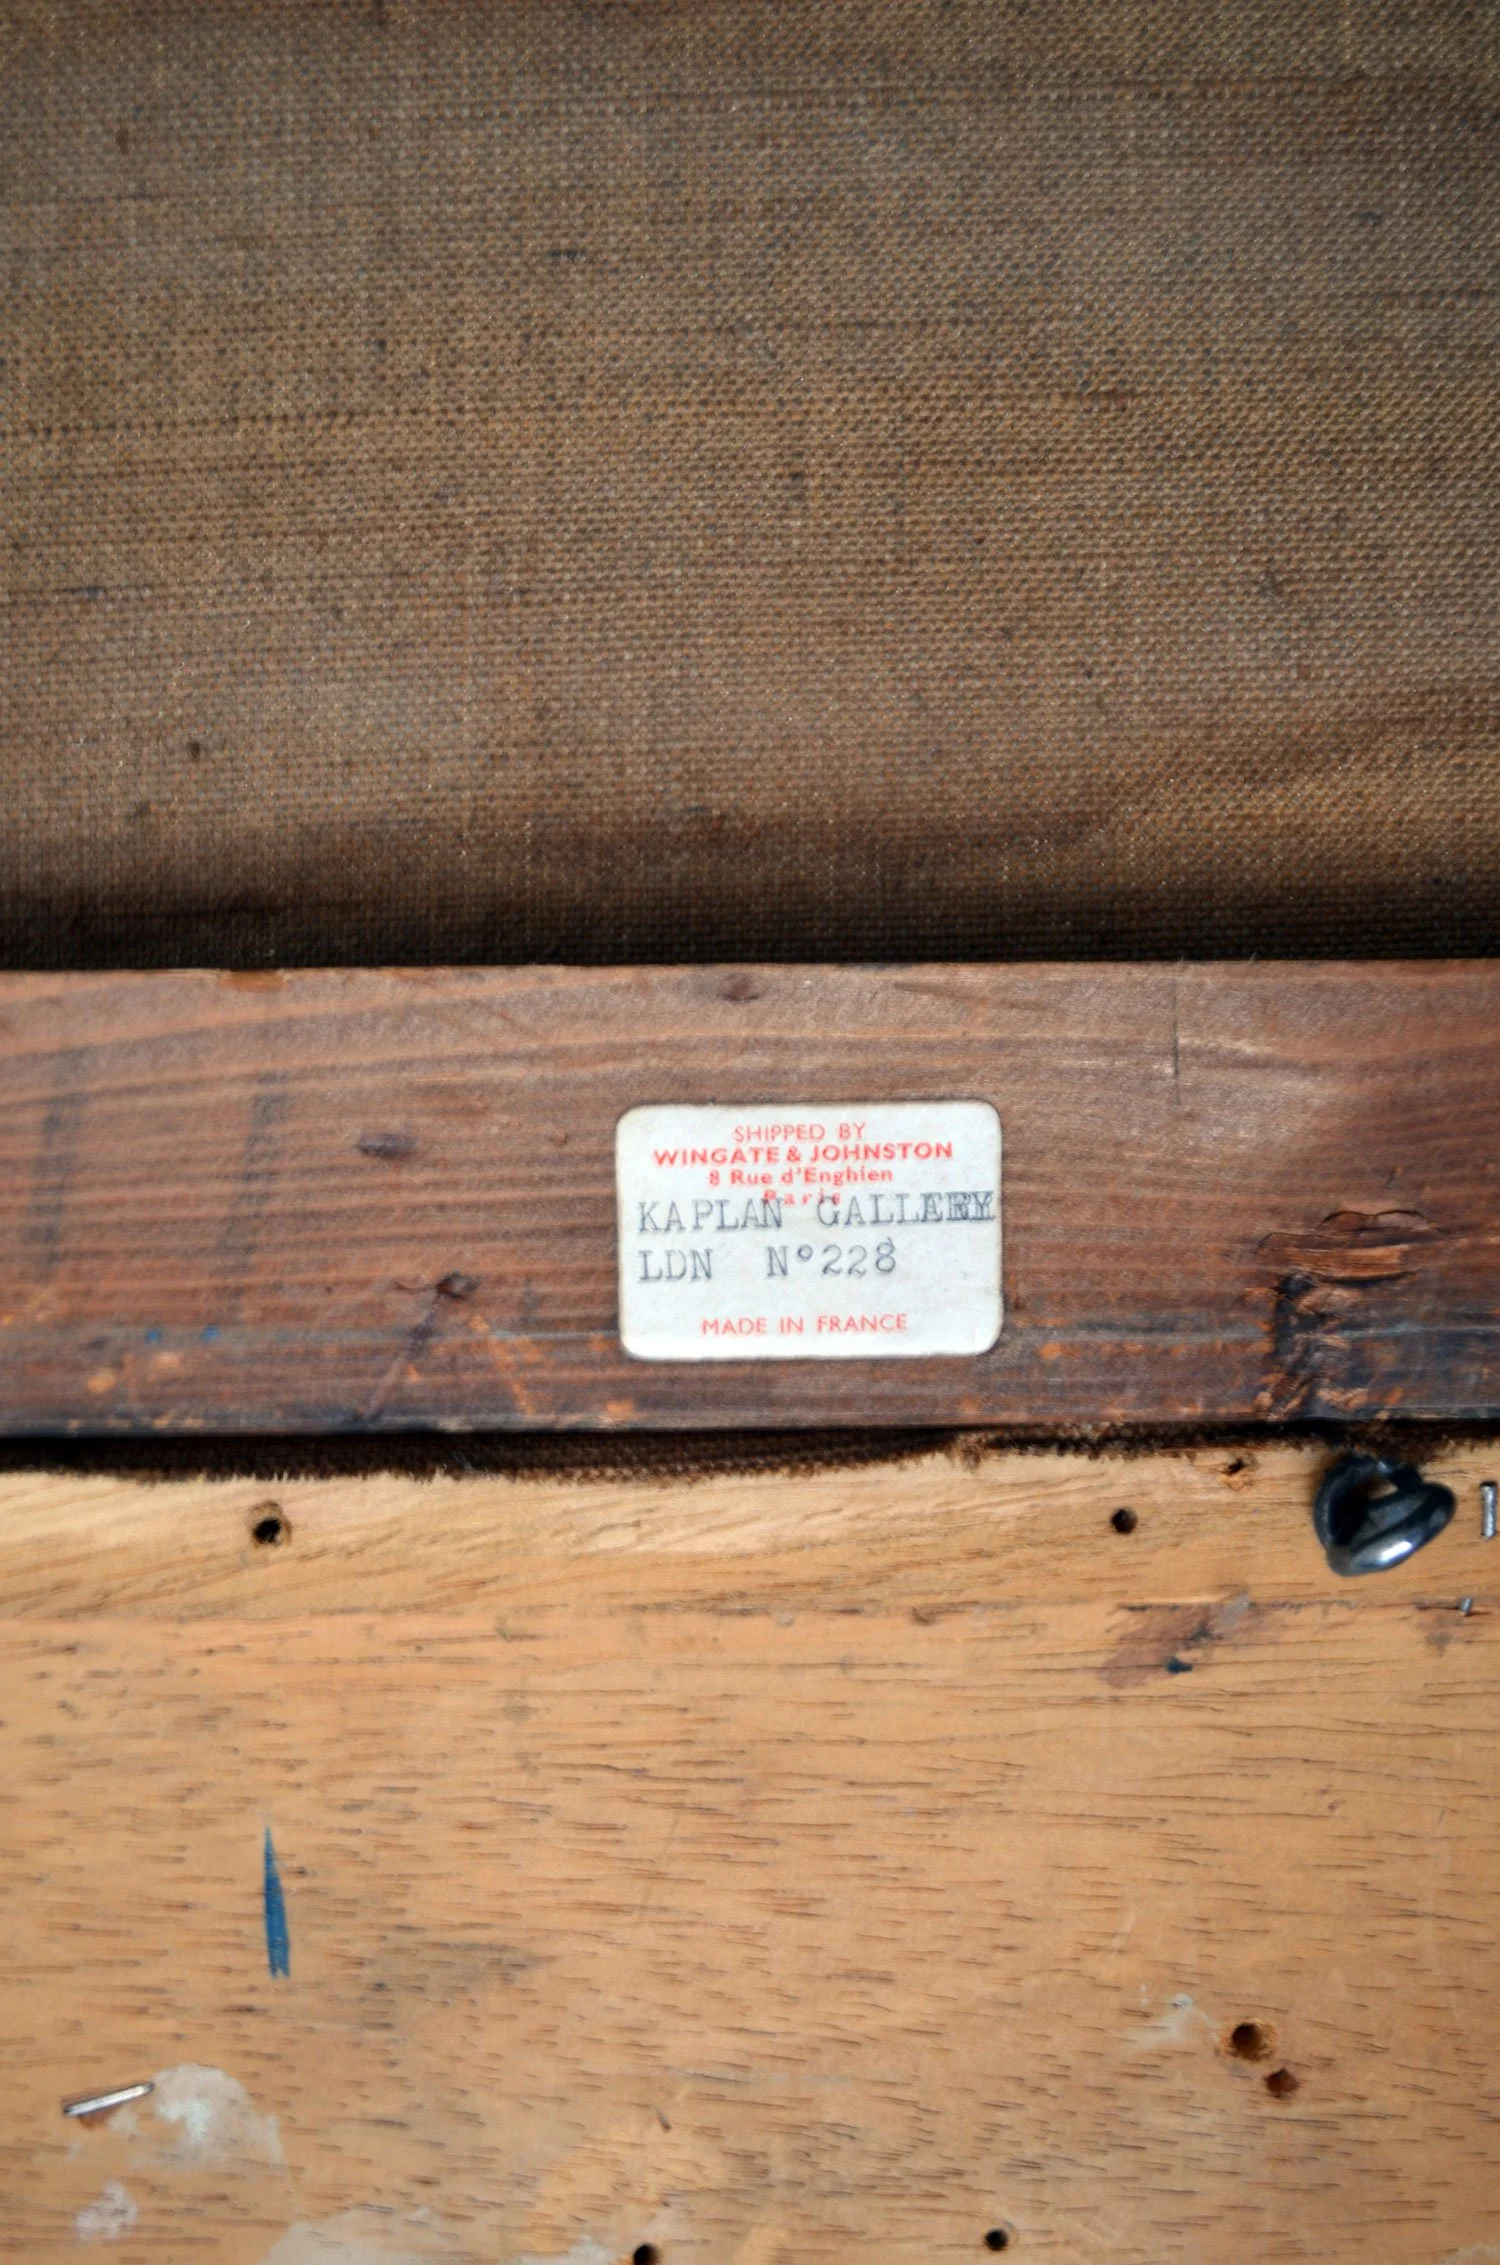 SHIPPED BY
WINGATE & JOHNSTON
8 Rue d'Enghien
Paris
KAPLAN GALLERY
LDN N°228
MADE IN FRANCE